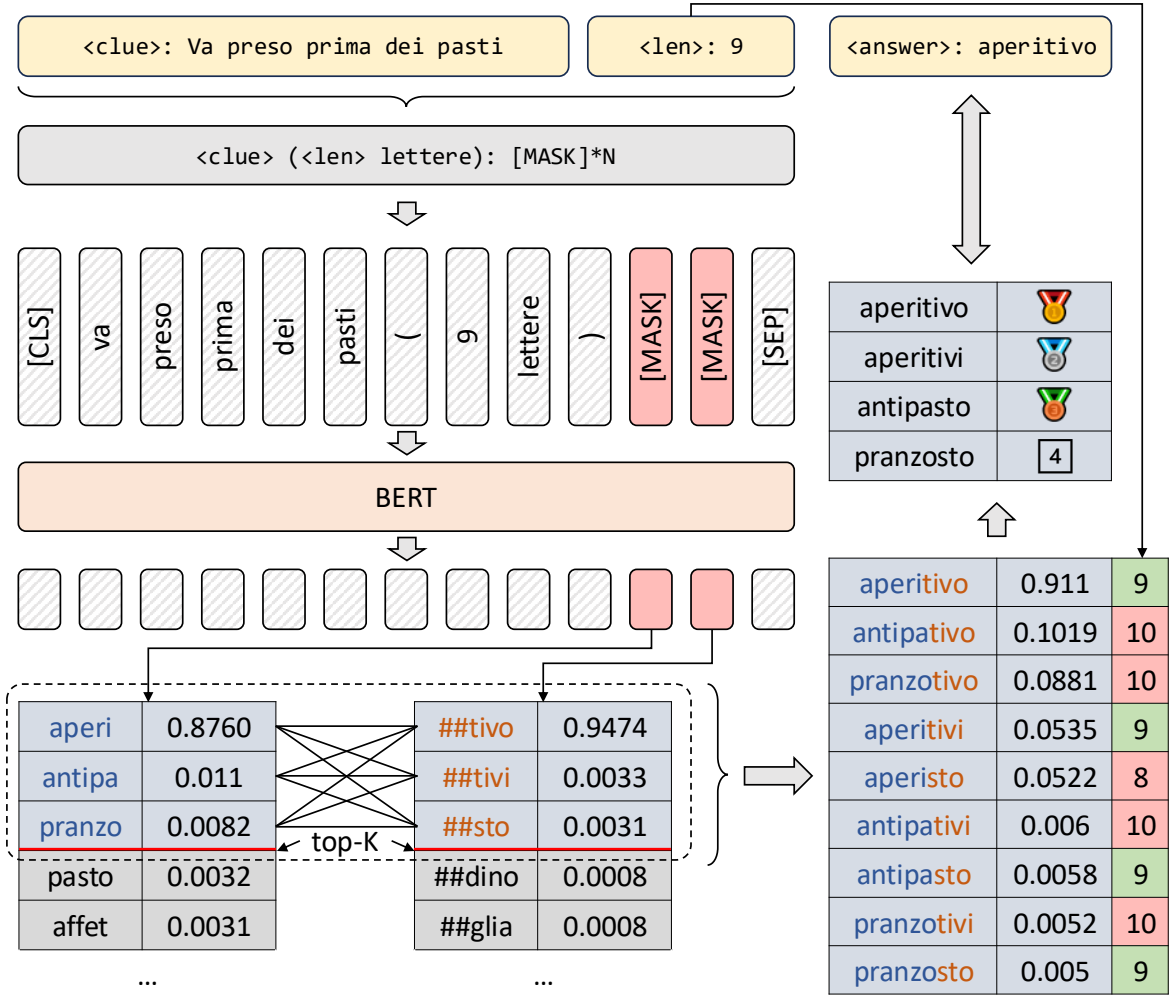 <clue>: Va preso prima dei pasti
<len>: 9
<answer>: aperitivo
<clue> (<len> lettere): [MASK]*N
[CLS]
va
preso
prima
dei
pasti
(
9
lettere
)
[MASK]
[MASK]
[SEP]
BERT
aperi 0.8760
antipa 0.011
pranzo 0.0082
pasto 0.0032
affet 0.0031
...
top-K
##tivo 0.9474
##tivi 0.0033
##sto 0.0031
##dino 0.0008
##glia 0.0008
...
aperitivo 1
aperitivi 2
antipasto 3
pranzosto 4
aperitivo 0.911 9
antipativo 0.1019 10
pranzotivo 0.0881 10
aperitivi 0.0535 9
aperisto 0.0522 8
antipativi 0.006 10
antipasto 0.0058 9
pranzotivi 0.0052 10
pranzosto 0.005 9